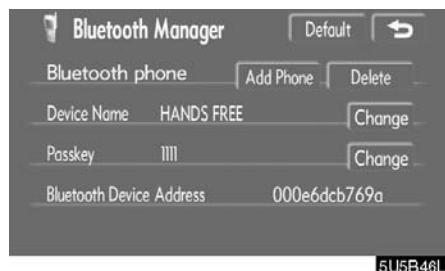 Bluetooth Manager Default
Bluetooth phone Add Phone Delete
Device Name HANDS FREE Change
Passkey 1111 Change
Bluetooth Device Address 000e6dcb769a
5U5B46I